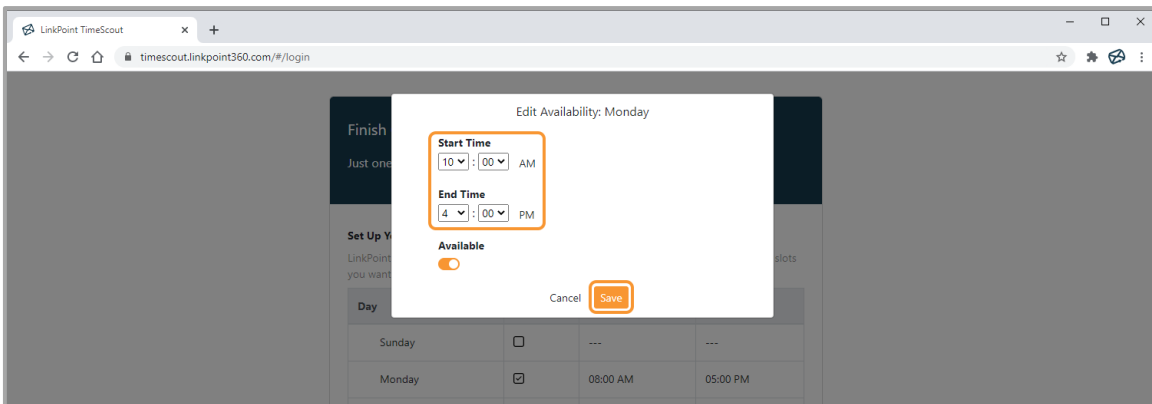 LinkPoint TimeScout
timescout.linkpoint360.com/#/login
Edit Availability: Monday
Finish
Just one
Start Time
10 : 00 AM
End Time
4 : 00 PM
Available
Set Up Y
LinkPoint slots
you want
Cancel Save
Day
Sunday --- ---
Monday 08:00 AM 05:00 PM